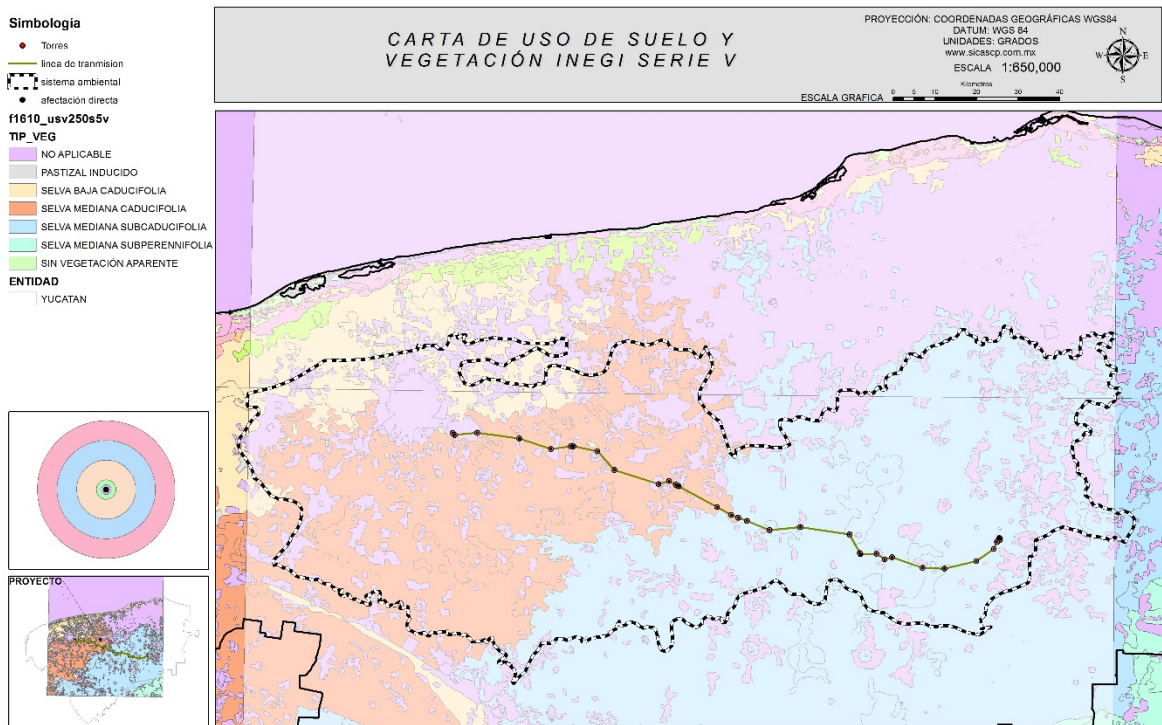 Simbología
Torres
linea de tranmision
sistema ambiental
afectación directa
f1610_usv250s5v
TIP_VEG
NO APLICABLE
PASTIZAL INDUCIDO
SELVA BAJA CADUCIFOLIA
SELVA MEDIANA CADUCIFOLIA
SELVA MEDIANA SUBCADUCIFOLIA
SELVA MEDIANA SUBPERENNIFOLIA
SIN VEGETACIÓN APARENTE
ENTIDAD
YUCATAN
PROYECTO
CARTA DE USO DE SUELO Y
VEGETACIÓN INEGI SERIE V
PROYECCIÓN: COORDENADAS GEOGRÁFICAS WGS84
DATUM: WGS 84
UNIDADES: GRADOS
www.sicascp.com.mx
ESCALA 1:650,000
Kilometros
ESCALA GRAFICA 0 5 10 20 30 40
N
W E
S